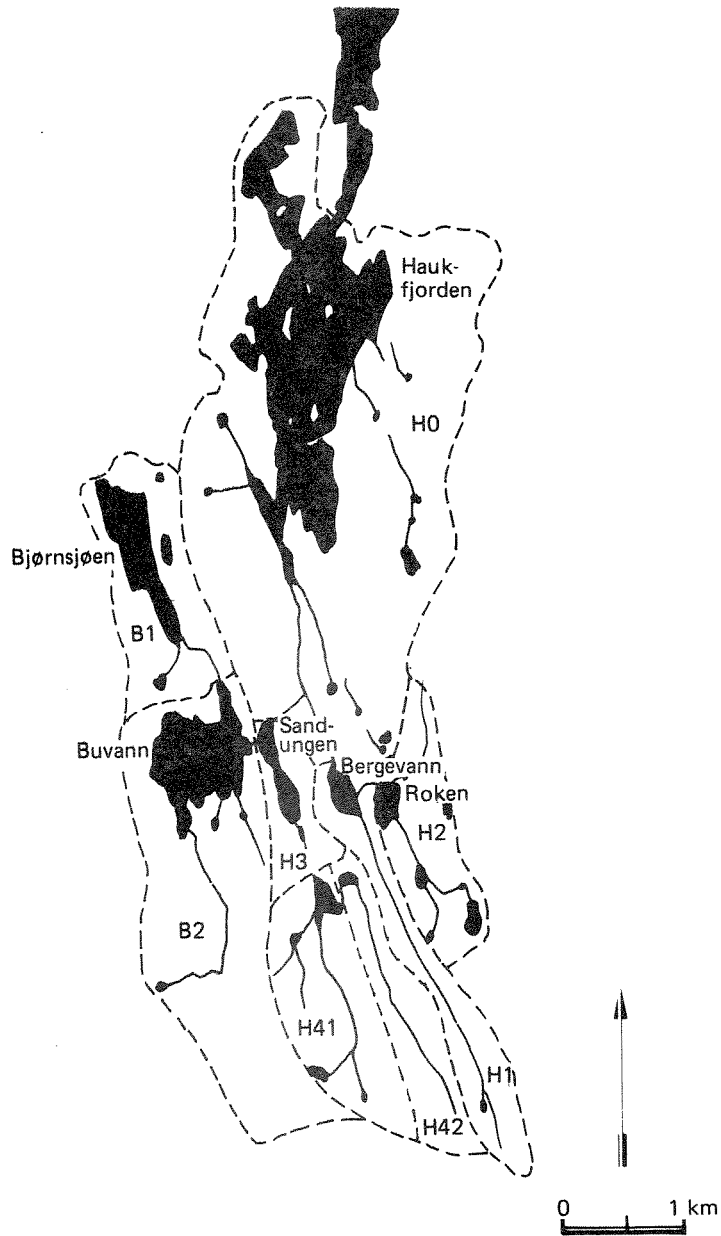 Hauk-
fjorden
H0
Bjørnsjøen
B1
Sand-
ungen
Buvann
Bergevann
Roken
H2
H3
B2
H41
H1
H42
0 1 km